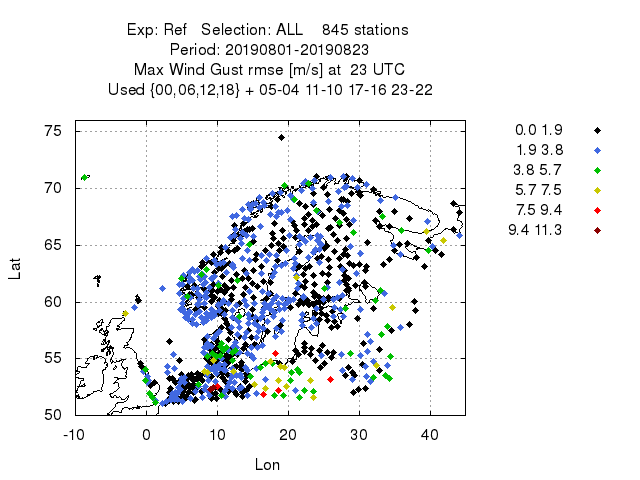 Exp: Ref   Selection: ALL    845 stations
Period: 20190801-20190823
Max Wind Gust rmse [m/s] at  23 UTC
Used {00,06,12,18} + 05-04 11-10 17-16 23-22
75
70
65
60
55
50
Lat
-10 0 10 20 30 40
Lon
0.0 1.9
1.9 3.8
3.8 5.7
5.7 7.5
7.5 9.4
9.4 11.3